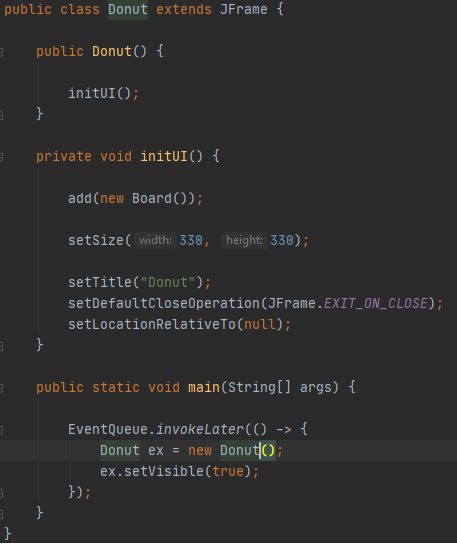 public class Donut extends JFrame {
public Donut() {
initUI();
}
private void initUI() {
add(new Board());
setSize( width: 330, height: 330);
setTitle("Donut");
setDefaultCloseOperation(JFrame.EXIT_ON_CLOSE);
setLocationRelativeTo(null);
}
public static void main(String[] args) {
EventQueue.invokeLater(() -> {
Donut ex = new Donut();
ex.setVisible(true);
});
}
}